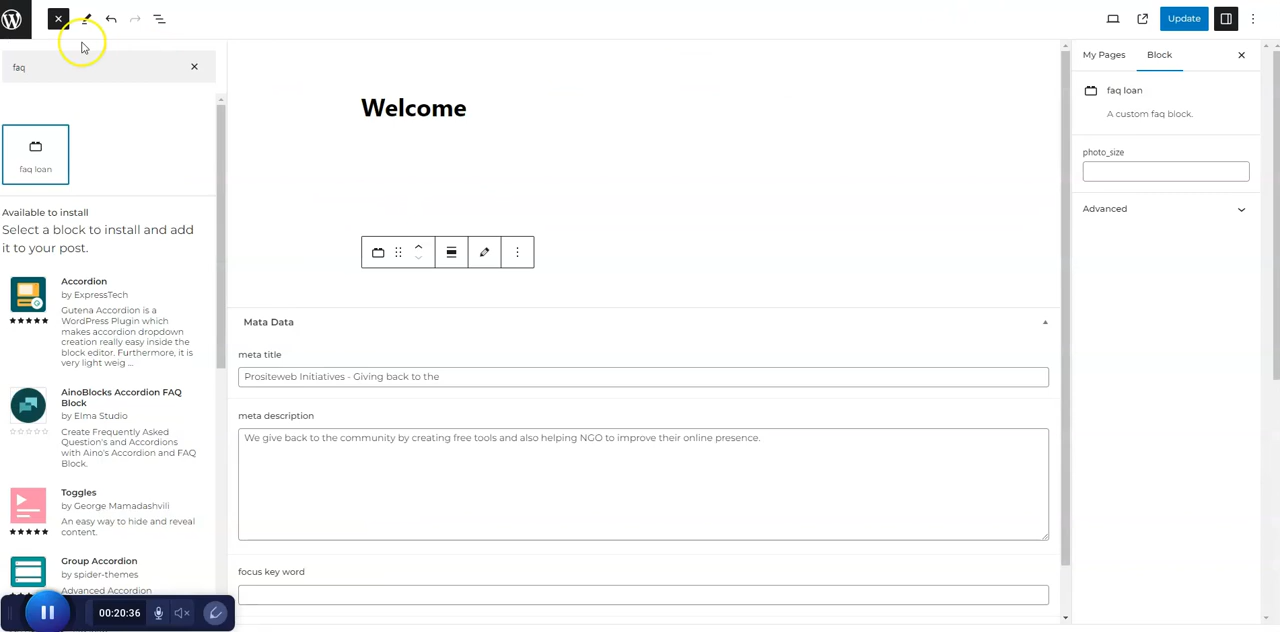 Update
faq
My Pages
Block
faq loan
faq loan
A custom faq block.
photo_size
Advanced
Available to install
Select a block to install and add
it to your post.
Accordion
by ExpressTech
Gutena Accordion is a
WordPress Plugin which
makes accordion dropdown
creation really easy inside the
block editor. Furthermore, it is
very light weig ...
AinoBlocks Accordion FAQ
Block
by Elma Studio
Create Frequently Asked
Question's and Accordions
with Aino's Accordion and FAQ
Block.
Toggles
by George Mamadashvili
An easy way to hide and reveal
content.
Group Accordion
by spider-themes
Advanced Accordion
00:20:36
Welcome
Mata Data
meta title
Prositeweb Initiatives - Giving back to the
meta description
We give back to the community by creating free tools and also helping NGO to improve their online presence.
focus key word